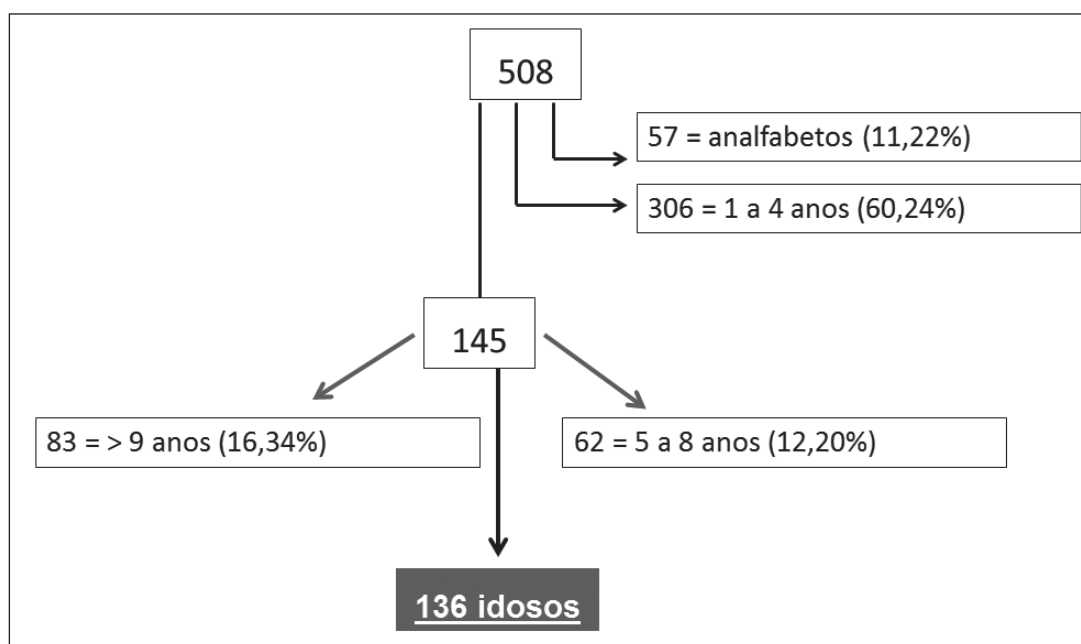 508
57 = analfabetos (11,22%)
306 = 1 a 4 anos (60,24%)
145
83 = > 9 anos (16,34%)
62 = 5 a 8 anos (12,20%)
136 idosos